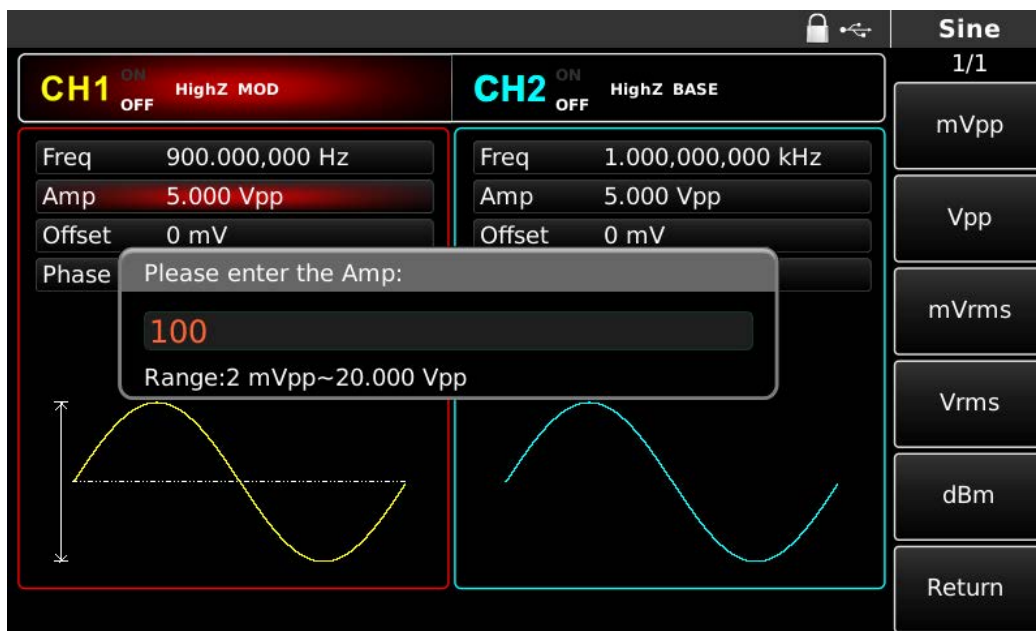 Sine
1/1
CH1 ON OFF HighZ MOD
CH2 ON OFF HighZ BASE
Freq 900.000,000 Hz
Amp 5.000 Vpp
Offset 0 mV
Phase
Freq 1.000,000,000 kHz
Amp 5.000 Vpp
Offset 0 mV
Please enter the Amp:
100
Range:2 mVpp~20.000 Vpp
mVpp
Vpp
mVrms
Vrms
dBm
Return